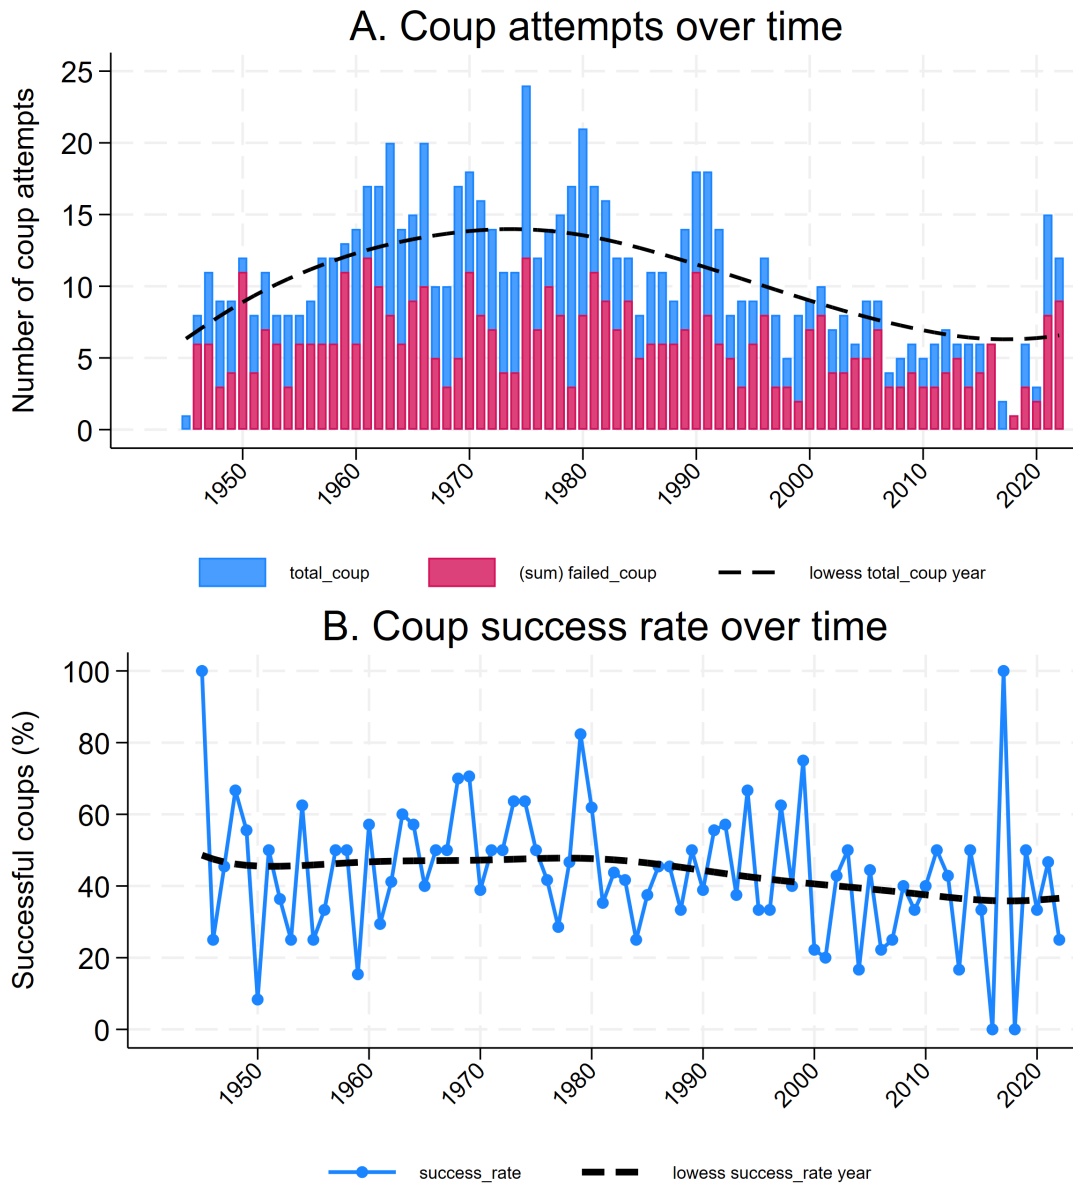 A. Coup attempts over time
Number of coup attempts
25
20
15
10
5
0
1950 1960 1970 1980 1990 2000 2010 2020
total_coup (sum) failed_coup lowess total_coup year
B. Coup success rate over time
Successful coups (%)
100
80
60
40
20
0
1950 1960 1970 1980 1990 2000 2010 2020
success_rate lowess success_rate year